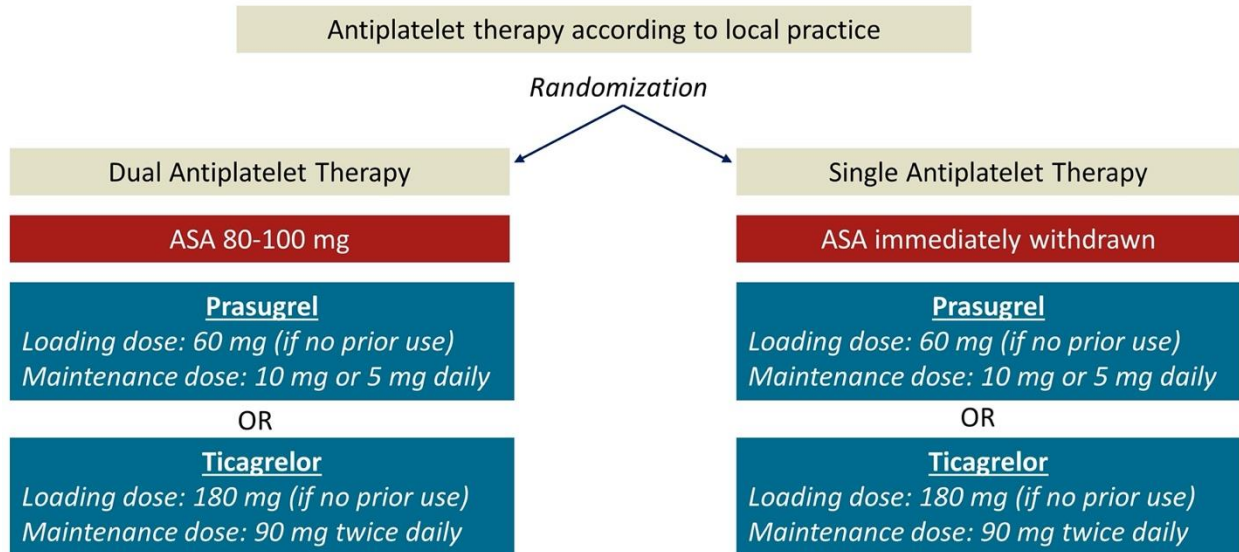 Antiplatelet therapy according to local practice
Randomization
Dual Antiplatelet Therapy
ASA 80-100 mg
Prasugrel
Loading dose: 60 mg (if no prior use)
Maintenance dose: 10 mg or 5 mg daily
OR
Ticagrelor
Loading dose: 180 mg (if no prior use)
Maintenance dose: 90 mg twice daily
Single Antiplatelet Therapy
ASA immediately withdrawn
Prasugrel
Loading dose: 60 mg (if no prior use)
Maintenance dose: 10 mg or 5 mg daily
OR
Ticagrelor
Loading dose: 180 mg (if no prior use)
Maintenance dose: 90 mg twice daily